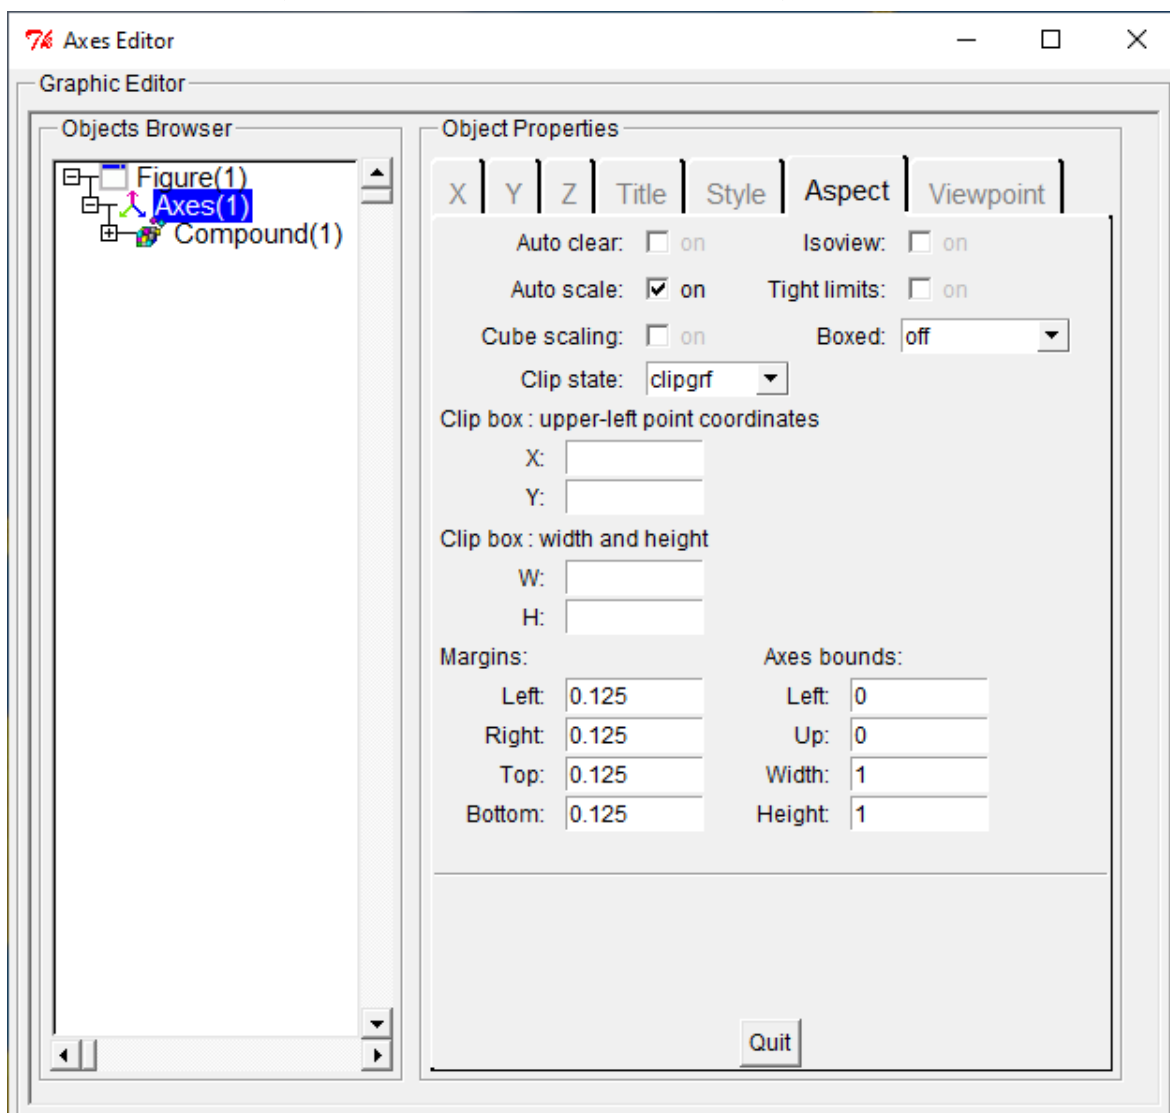 Axes Editor
Graphic Editor
Objects Browser
Figure(1)
Axes(1)
Compound(1)
Object Properties
X Y Z Title Style Aspect Viewpoint
Auto clear: on Isoview: on
Auto scale: on Tight limits: on
Cube scaling: on Boxed: off
Clip state: clipgrf
Clip box : upper-left point coordinates
X:
Y:
Clip box : width and height
W:
H:
Margins: Axes bounds:
Left: 0.125 Left: 0
Right: 0.125 Up: 0
Top: 0.125 Width: 1
Bottom: 0.125 Height: 1
Quit